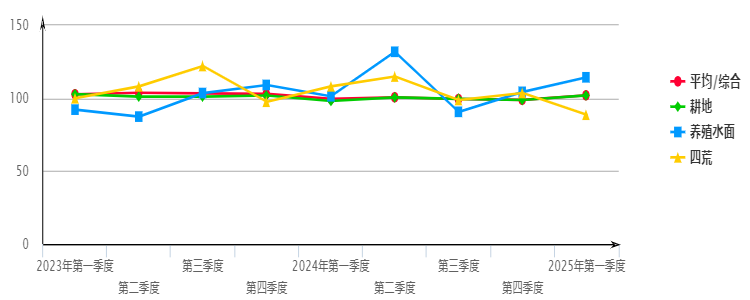 150
100
50
0
2023年第一季度
第二季度
第三季度
第四季度
2024年第一季度
第二季度
第三季度
第四季度
2025年第一季度
平均/综合
耕地
养殖水面
四荒